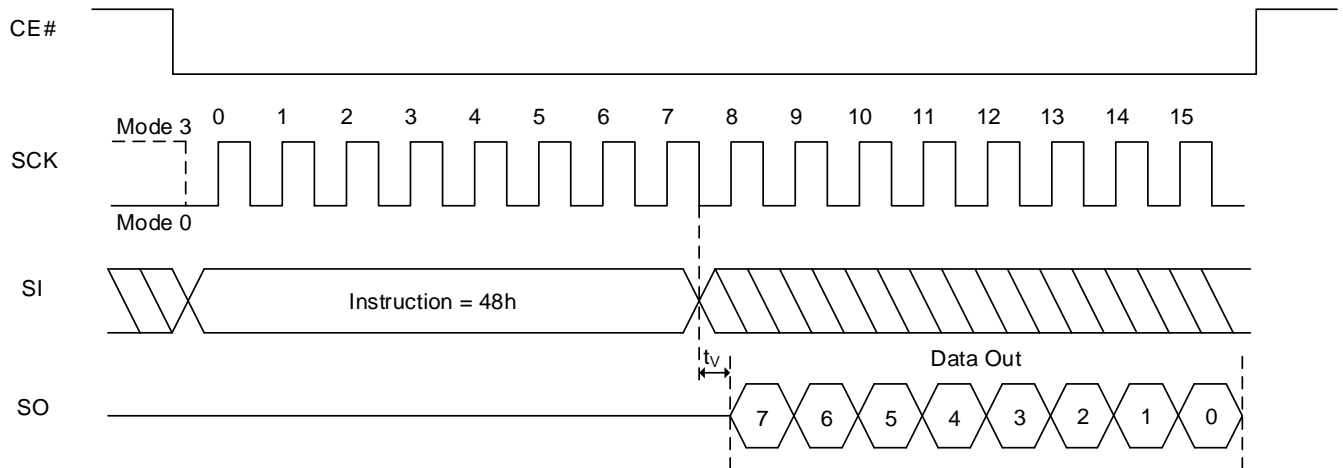 CE#
0 1 2 3 4 5 6 7 8 9 10 11 12 13 14 15
Mode 3
SCK
Mode 0
SI
Instruction = 48h
tV
Data Out
SO
7 6 5 4 3 2 1 0